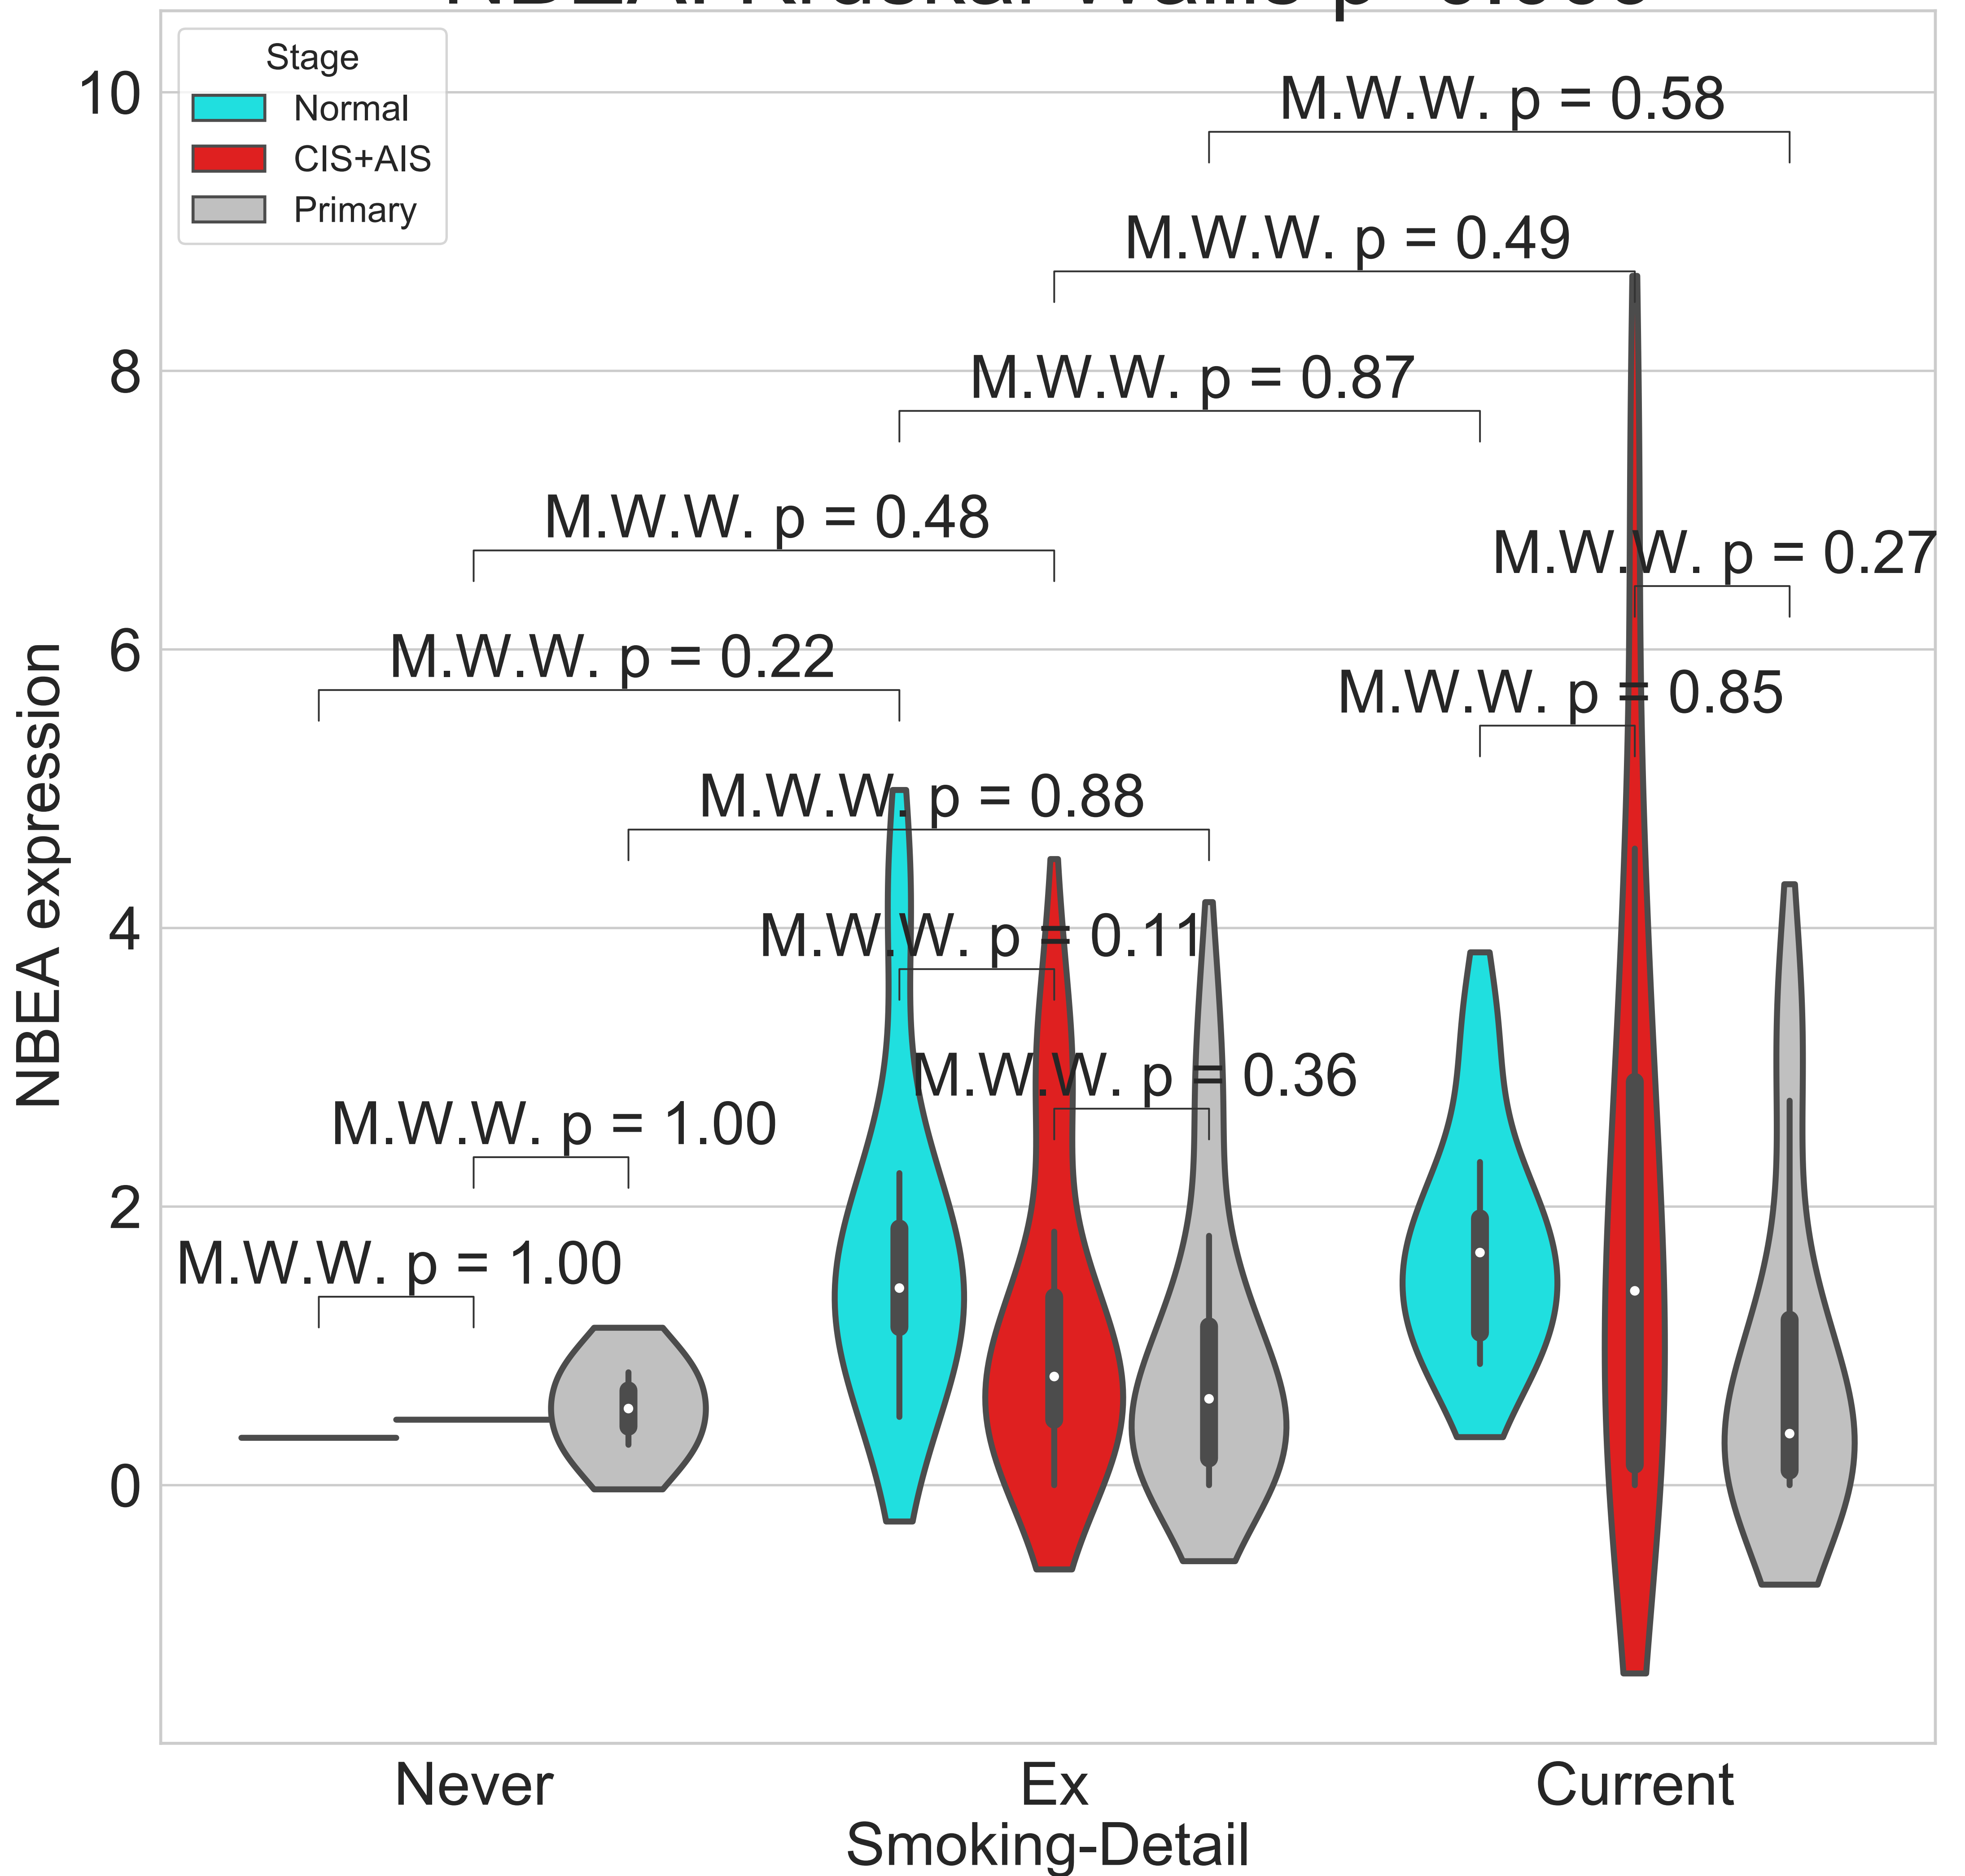 Stage
Normal
CIS+AIS
Primary
10
8
6
4
2
0
NBEA expression
M.W.W. p = 0.58
M.W.W. p = 0.49
M.W.W. p = 0.87
M.W.W. p = 0.48
M.W.W. p = 0.27
M.W.W. p = 0.22
M.W.W. p = 0.85
M.W.W. p = 0.88
M.W.W. p = 0.11
M.W.W. p = 0.36
M.W.W. p = 1.00
M.W.W. p = 1.00
Never
Ex
Current
Smoking-Detail